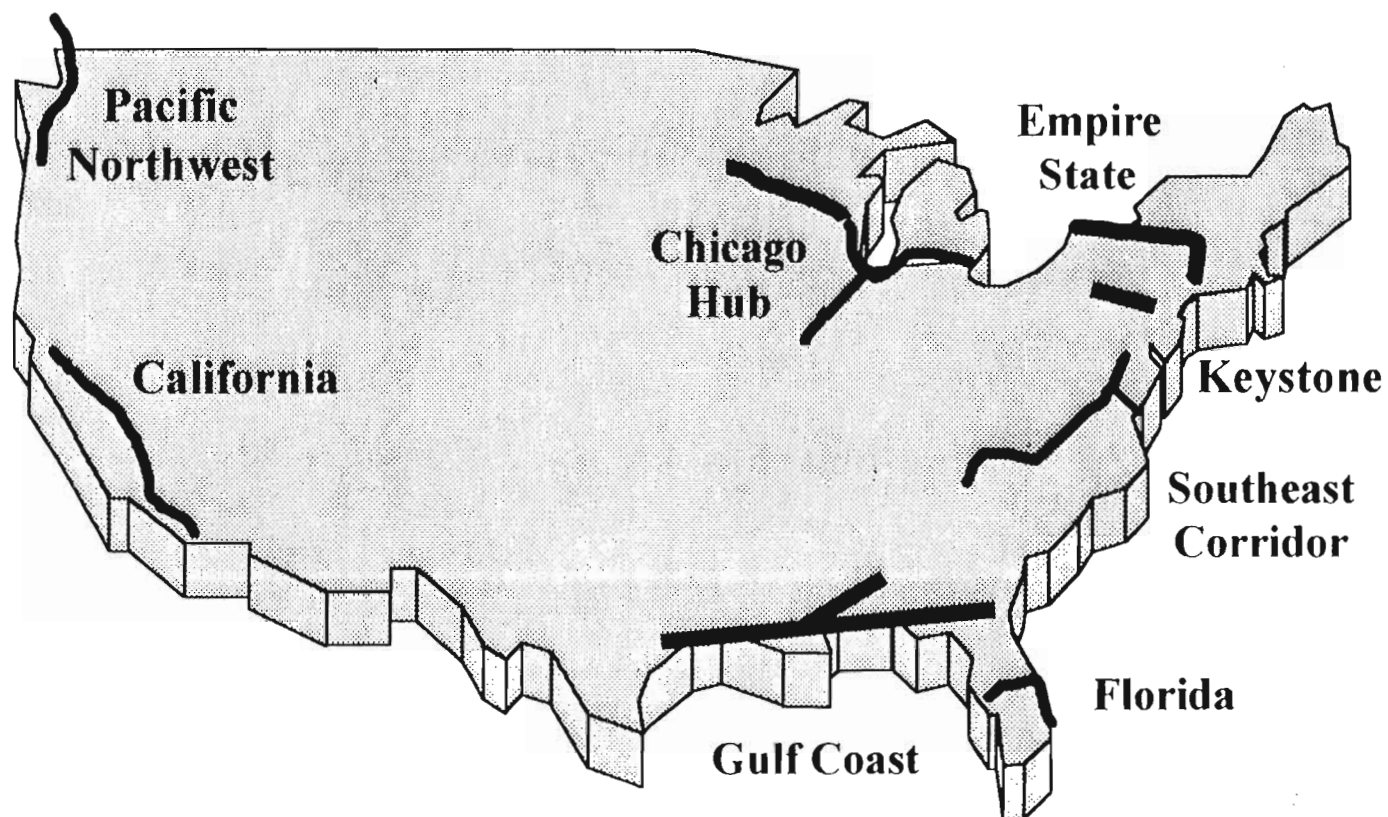 Pacific
Northwest
Empire
State
Chicago
Hub
California
Keystone
Southeast
Corridor
Florida
Gulf Coast